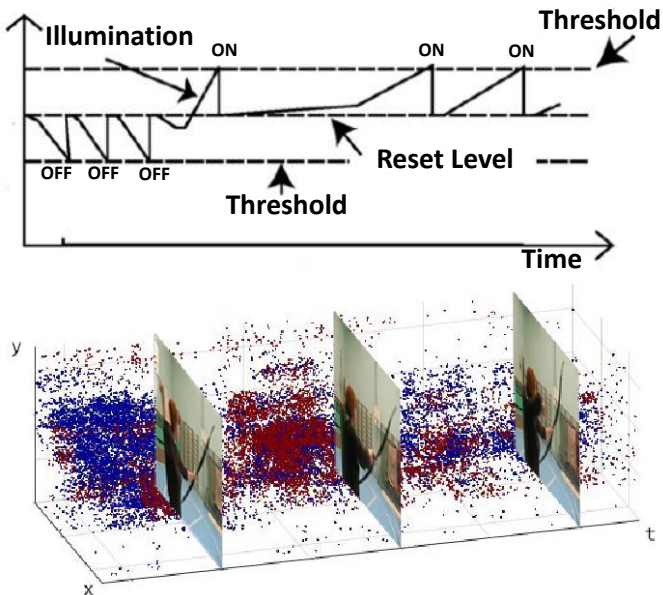 Threshold
Illumination
ON
ON
ON
Reset Level
OFF
OFF
OFF
Threshold
Time
y
x
t